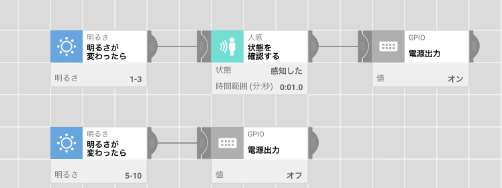 明るさ
明るさが
変わったら
明るさ 1-3
人感
状態を
確認する
状態 感知した
時間範囲 (分:秒) 0:01.0
GPIO
電源出力
値 オン
明るさ
明るさが
変わったら
明るさ 5-10
GPIO
電源出力
値 オフ